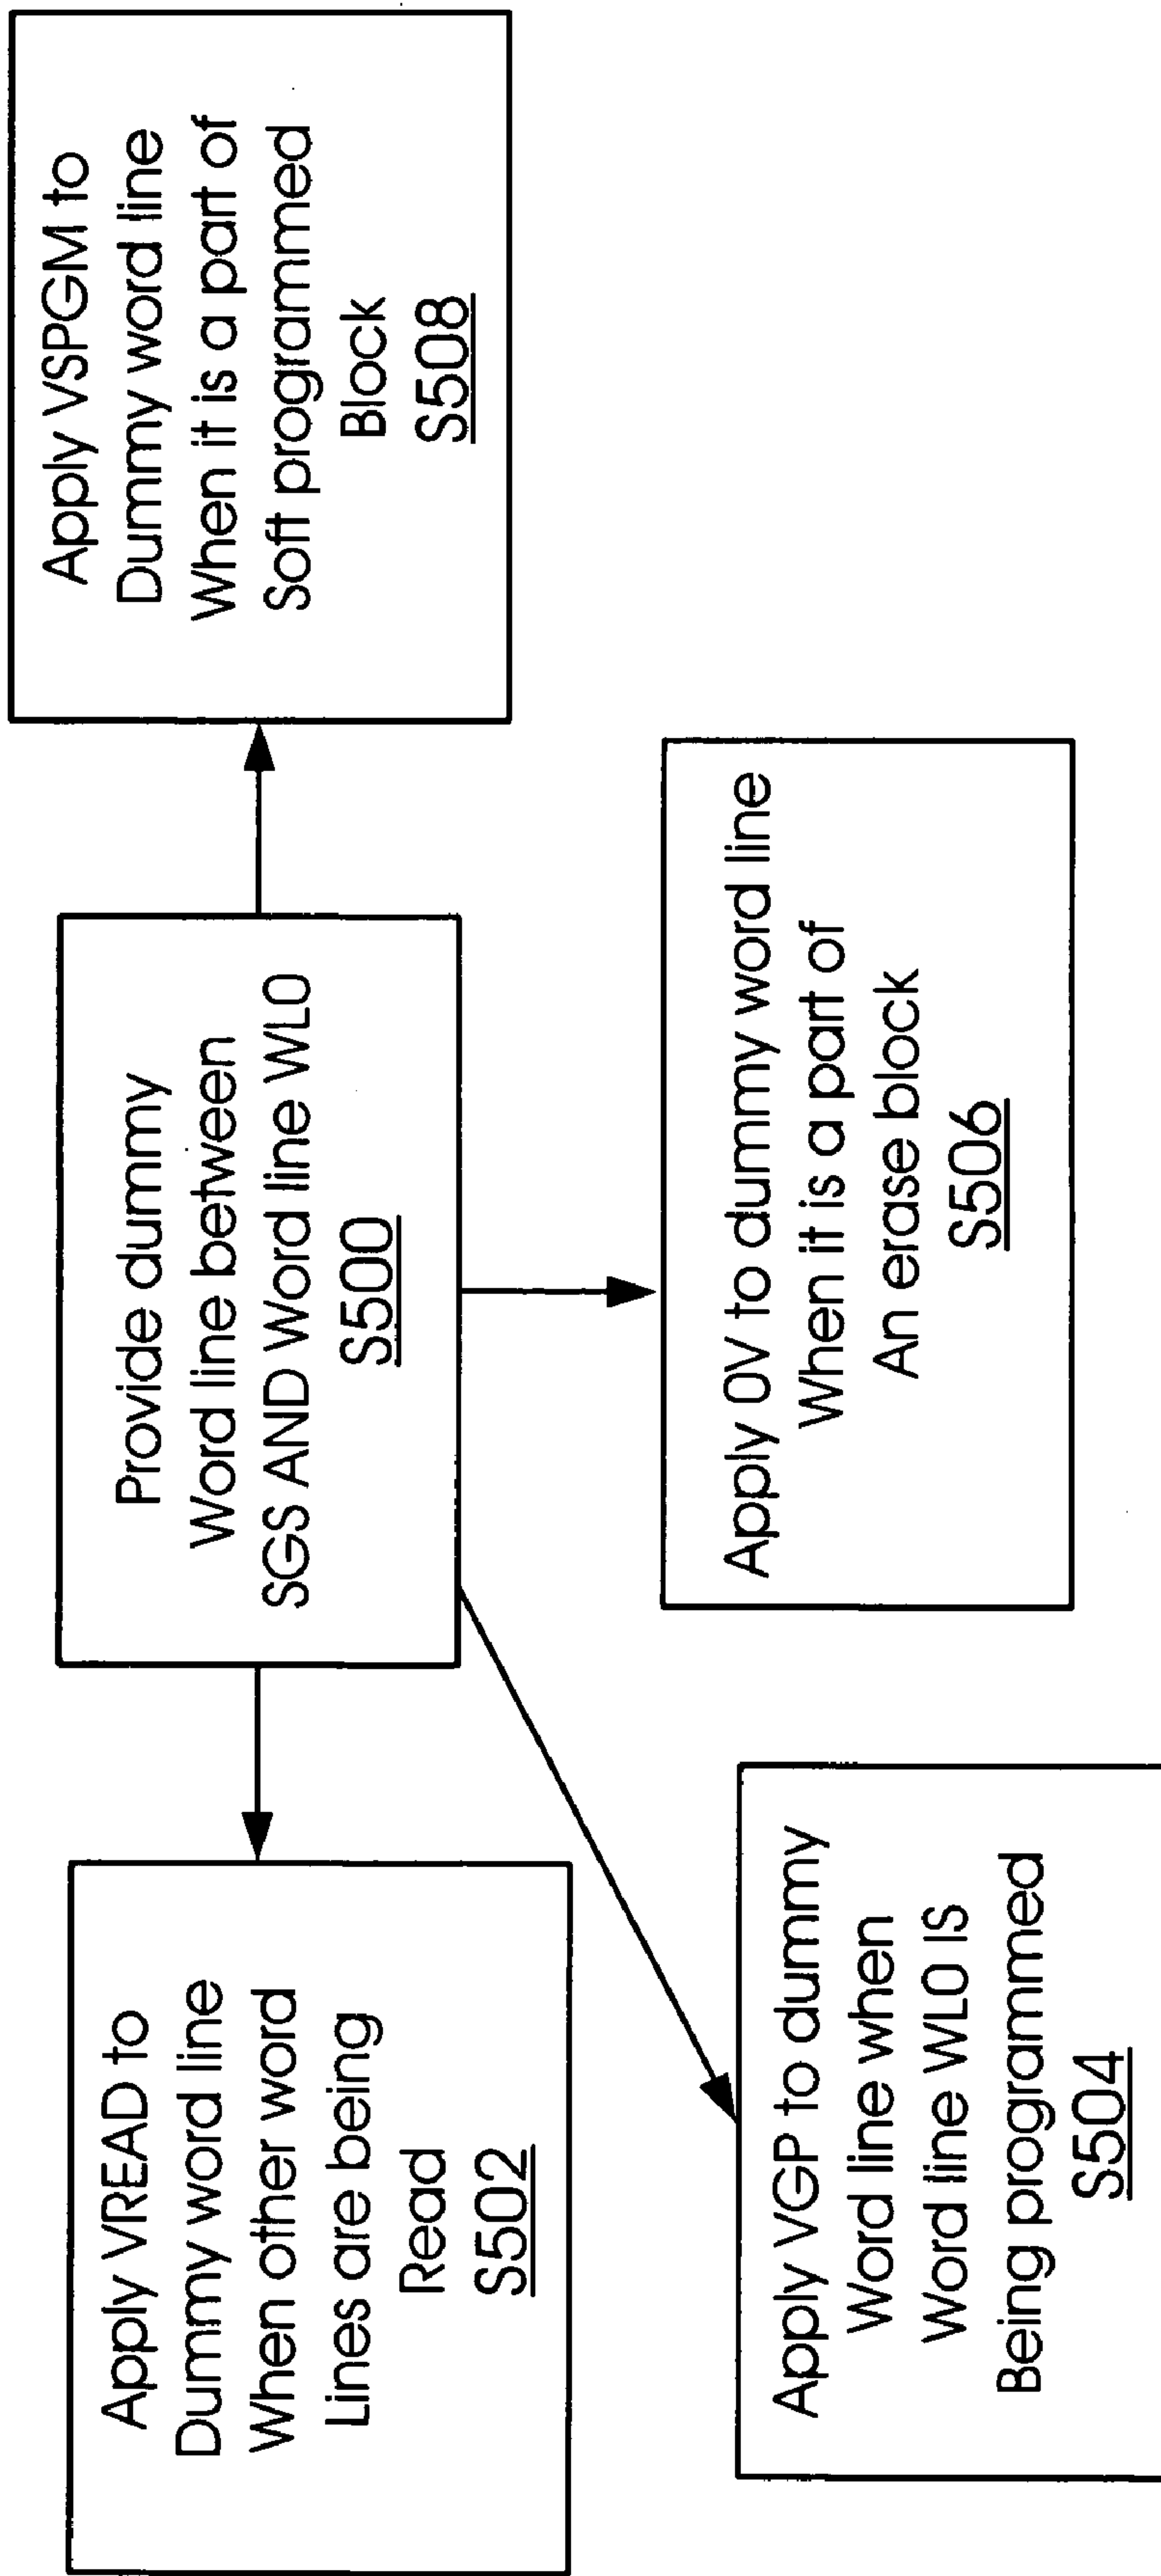 Provide dummy
Word line between
SGS AND Word line WL0
S500
Apply VREAD to
Dummy word line
When other word
Lines are being
Read
S502
Apply VGP to dummy
Word line when
Word line WL0 IS
Being programmed
S504
Apply 0V to dummy word line
When it is a part of
An erase block
S506
Apply VSPGM to
Dummy word line
When it is a part of
Soft programmed
Block
S508